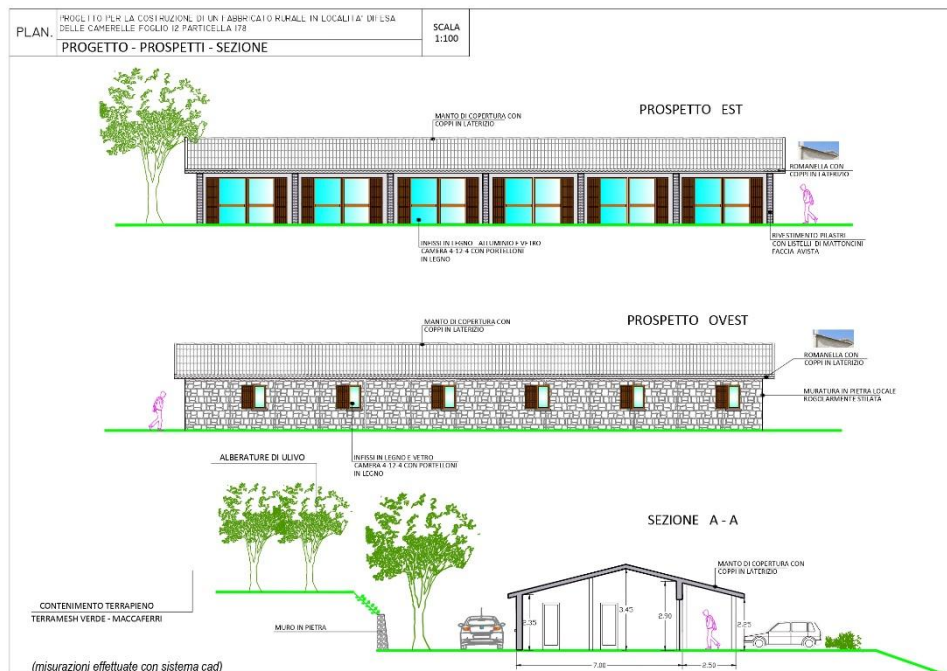 PLAN.
PROGETTO PER LA COSTRUZIONE DI UN FABBRICATO RURALE IN LOCALITA' DIFESA
DELLE CAMERELLE FOGLIO 12 PARTICELLA 178
PROGETTO - PROSPETTI - SEZIONE
SCALA
1:100
MANTO DI COPERTURA CON
COPPI IN LATERIZIO
PROSPETTO EST
ROMANELLA CON
COPPI IN LATERIZIO
INFISSI IN LEGNO ALLUMINIO E VETRO
CAMERA 4-12-4 CON PORTELLONI
IN LEGNO
RIVESTIMENTO PILASTRI
CON LISTELLI DI MATTONCINI
FACCIA AVISTA
MANTO DI COPERTURA CON
COPPI IN LATERIZIO
PROSPETTO OVEST
ROMANELLA CON
COPPI IN LATERIZIO
MURATURA IN PIETRA LOCALE
STILATA
INFISSI IN LEGNO E VETRO
CAMERA 4-12-4 CON PORTELLONI
IN LEGNO
ALBERATURE DI ULIVO
SEZIONE A - A
MANTO DI COPERTURA CON
COPPI IN LATERIZIO
CONTENIMENTO TERRAPIENO
TERRAMESH VERDE - MACCAFERRI
MURO IN PIETRA
2.35
3.45
2.90
2.25
7.00
2.50
(misurazioni effettuate con sistema cad)